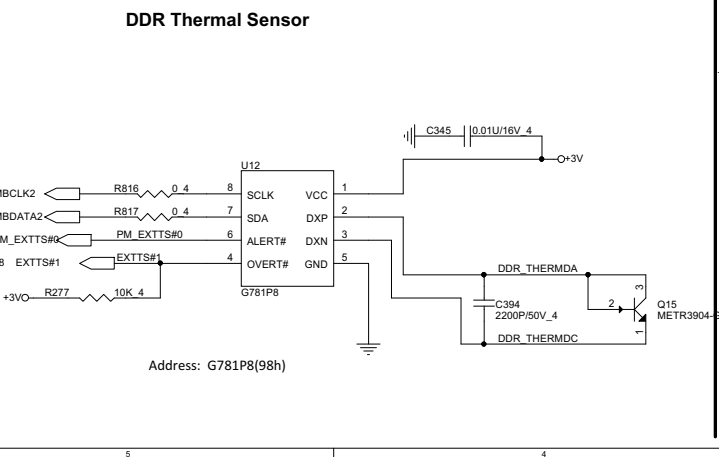 DDR Thermal Sensor
C345 0.01U/16V_4
+3V
U12
MBCLK2 R816 0_4 8 SCLK VCC 1
MBDATA2 R817 0_4 7 SDA DXP 2
PM_EXTTS#0 6 ALERT# DXN 3
EXTTS#1 EXTTS#1 4 OVERT# GND 5
+3V R277 10K_4
G781P8
DDR_THERMDA
C394
2200P/50V_4
2 3 1
Q15
METR3904-G
DDR_THERMDC
Address: G781P8(98h)
5 4